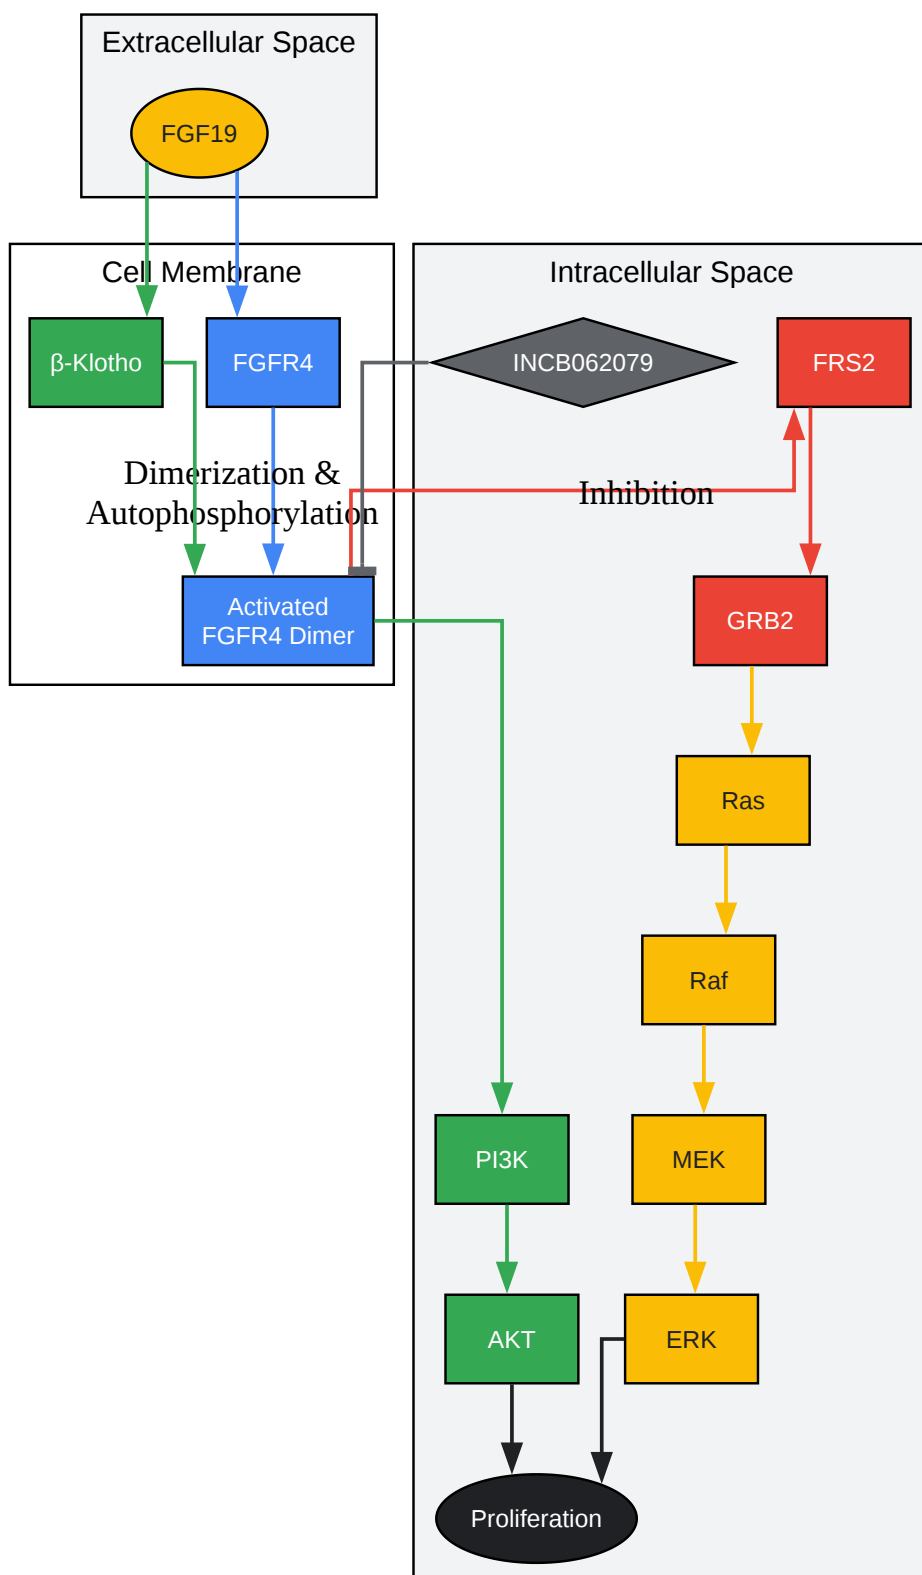 Extracellular Space
FGF19
Cell Membrane
Intracellular Space
β-Klotho
FGFR4
INCB062079
FRS2
Dimerization &
Autophosphorylation
Inhibition
Activated
FGFR4 Dimer
GRB2
Ras
Raf
PI3K
MEK
AKT
ERK
Proliferation